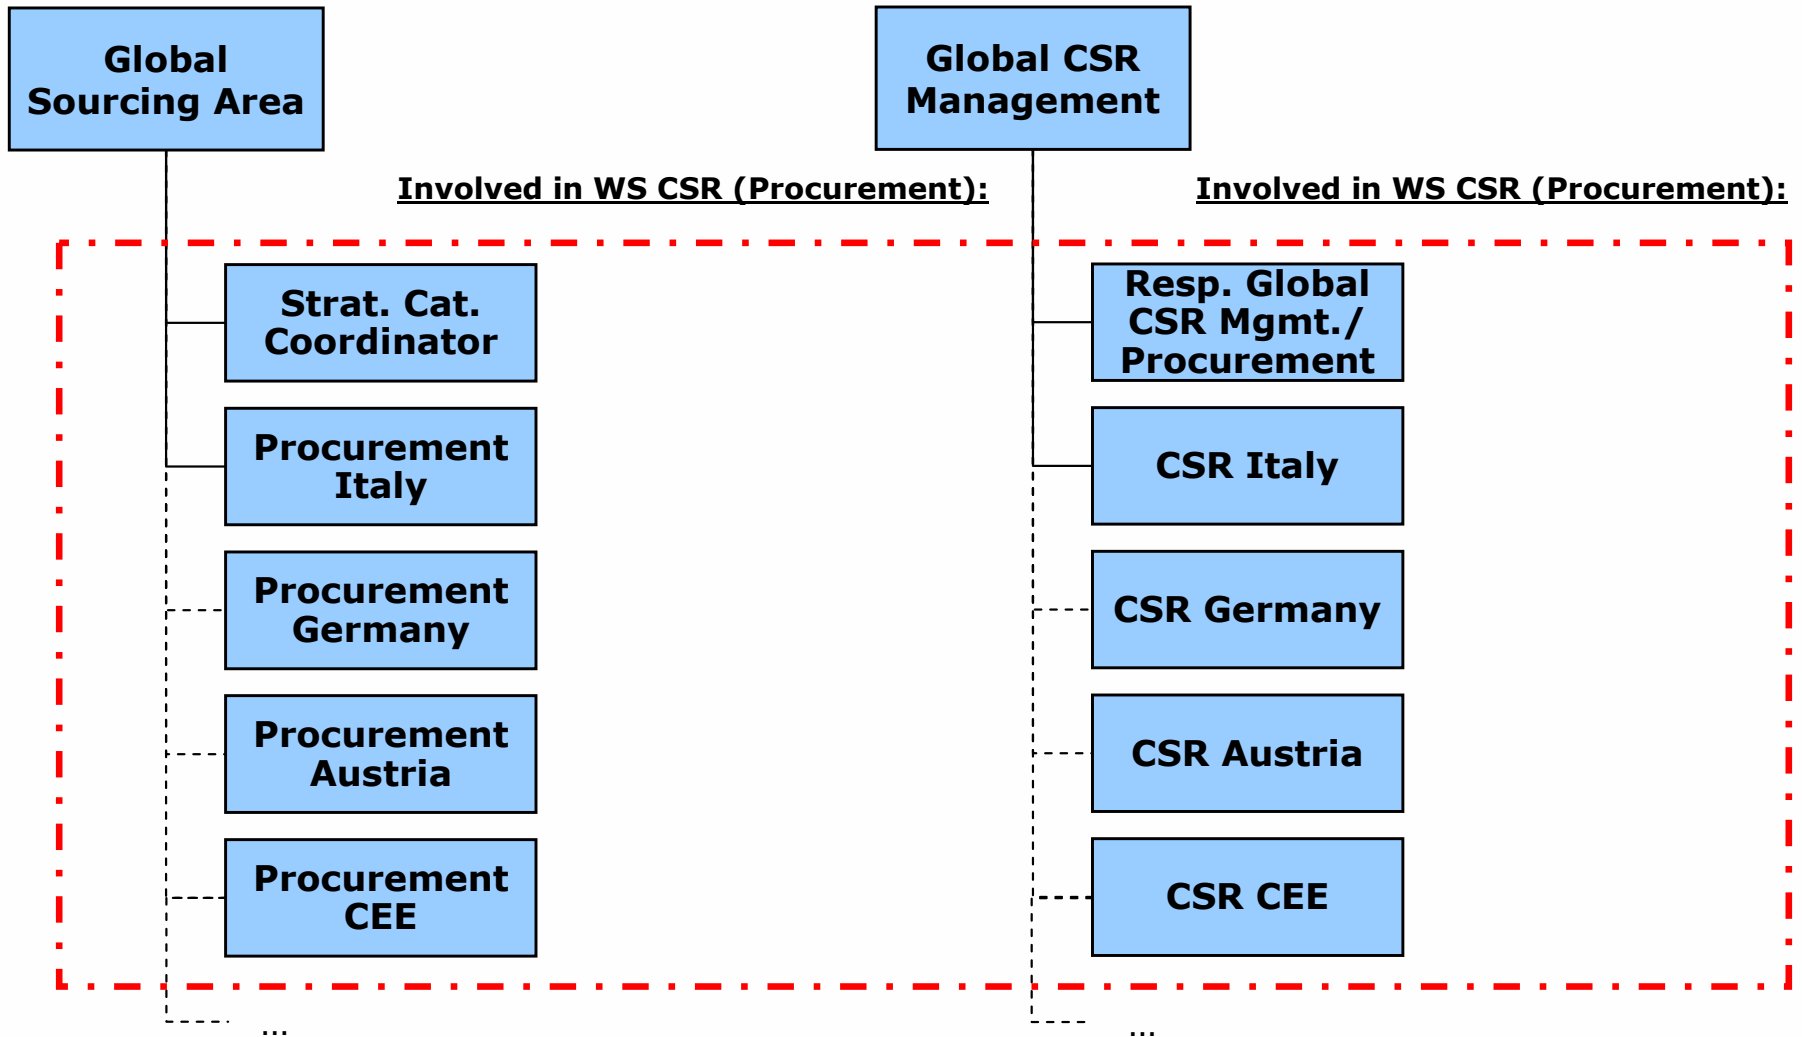 Global
Sourcing Area
Global CSR
Management
Involved in WS CSR (Procurement):
Involved in WS CSR (Procurement):
Strat. Cat.
Coordinator
Resp. Global
CSR Mgmt./
Procurement
Procurement
Italy
CSR Italy
Procurement
Germany
CSR Germany
Procurement
Austria
CSR Austria
Procurement
CEE
CSR CEE
...
...